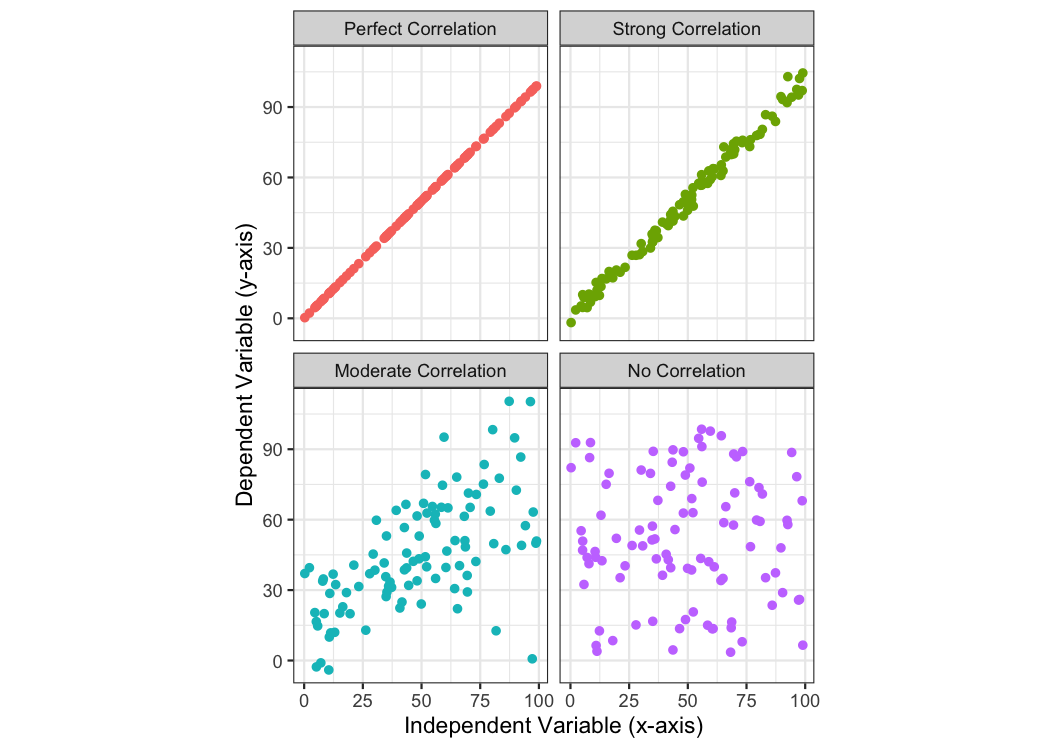 Perfect Correlation
Strong Correlation
90
60
30
0
Moderate Correlation
No Correlation
90
60
30
0
0 25 50 75 100
0 25 50 75 100
Dependent Variable (y-axis)
Independent Variable (x-axis)